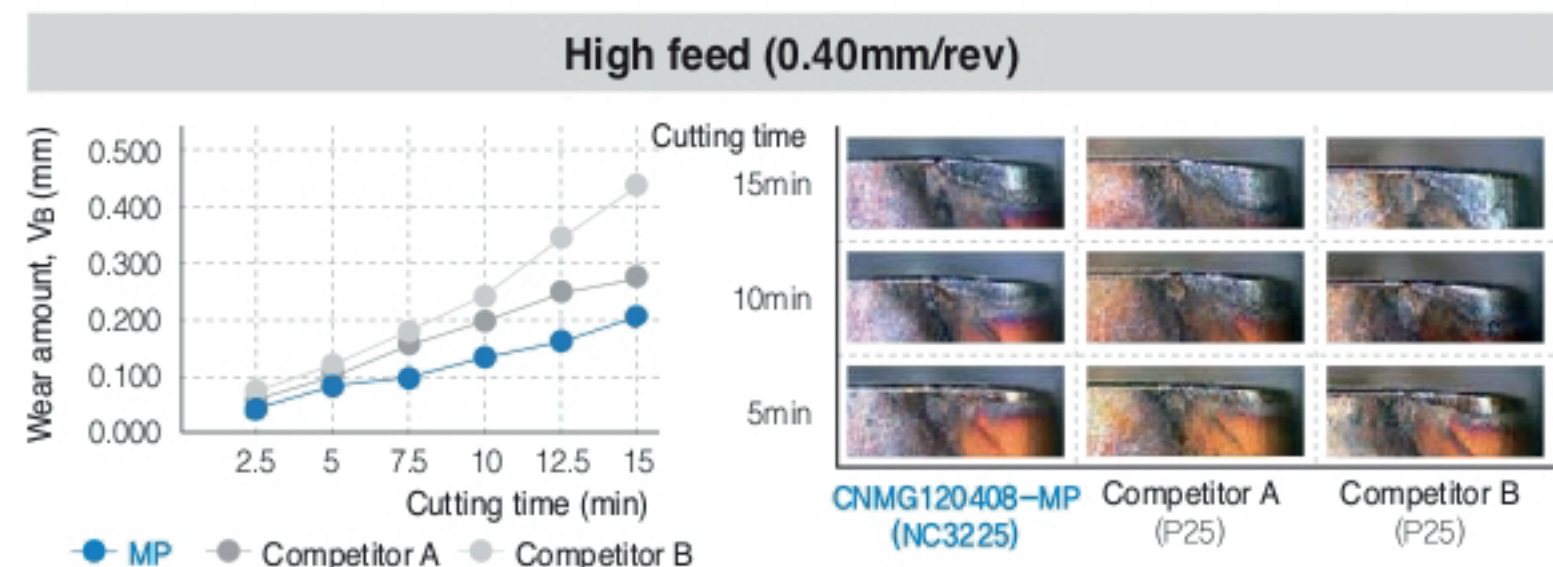 High feed (0.40mm/rev)
Wear amount, VB (mm)
0.500
0.400
0.300
0.200
0.100
0.000
2.5 5 7.5 10 12.5 15
Cutting time (min)
MP Competitor A Competitor B
Cutting time
15min
10min
5min
CNMG120408-MP Competitor A Competitor B
(NC3225) (P25) (P25)